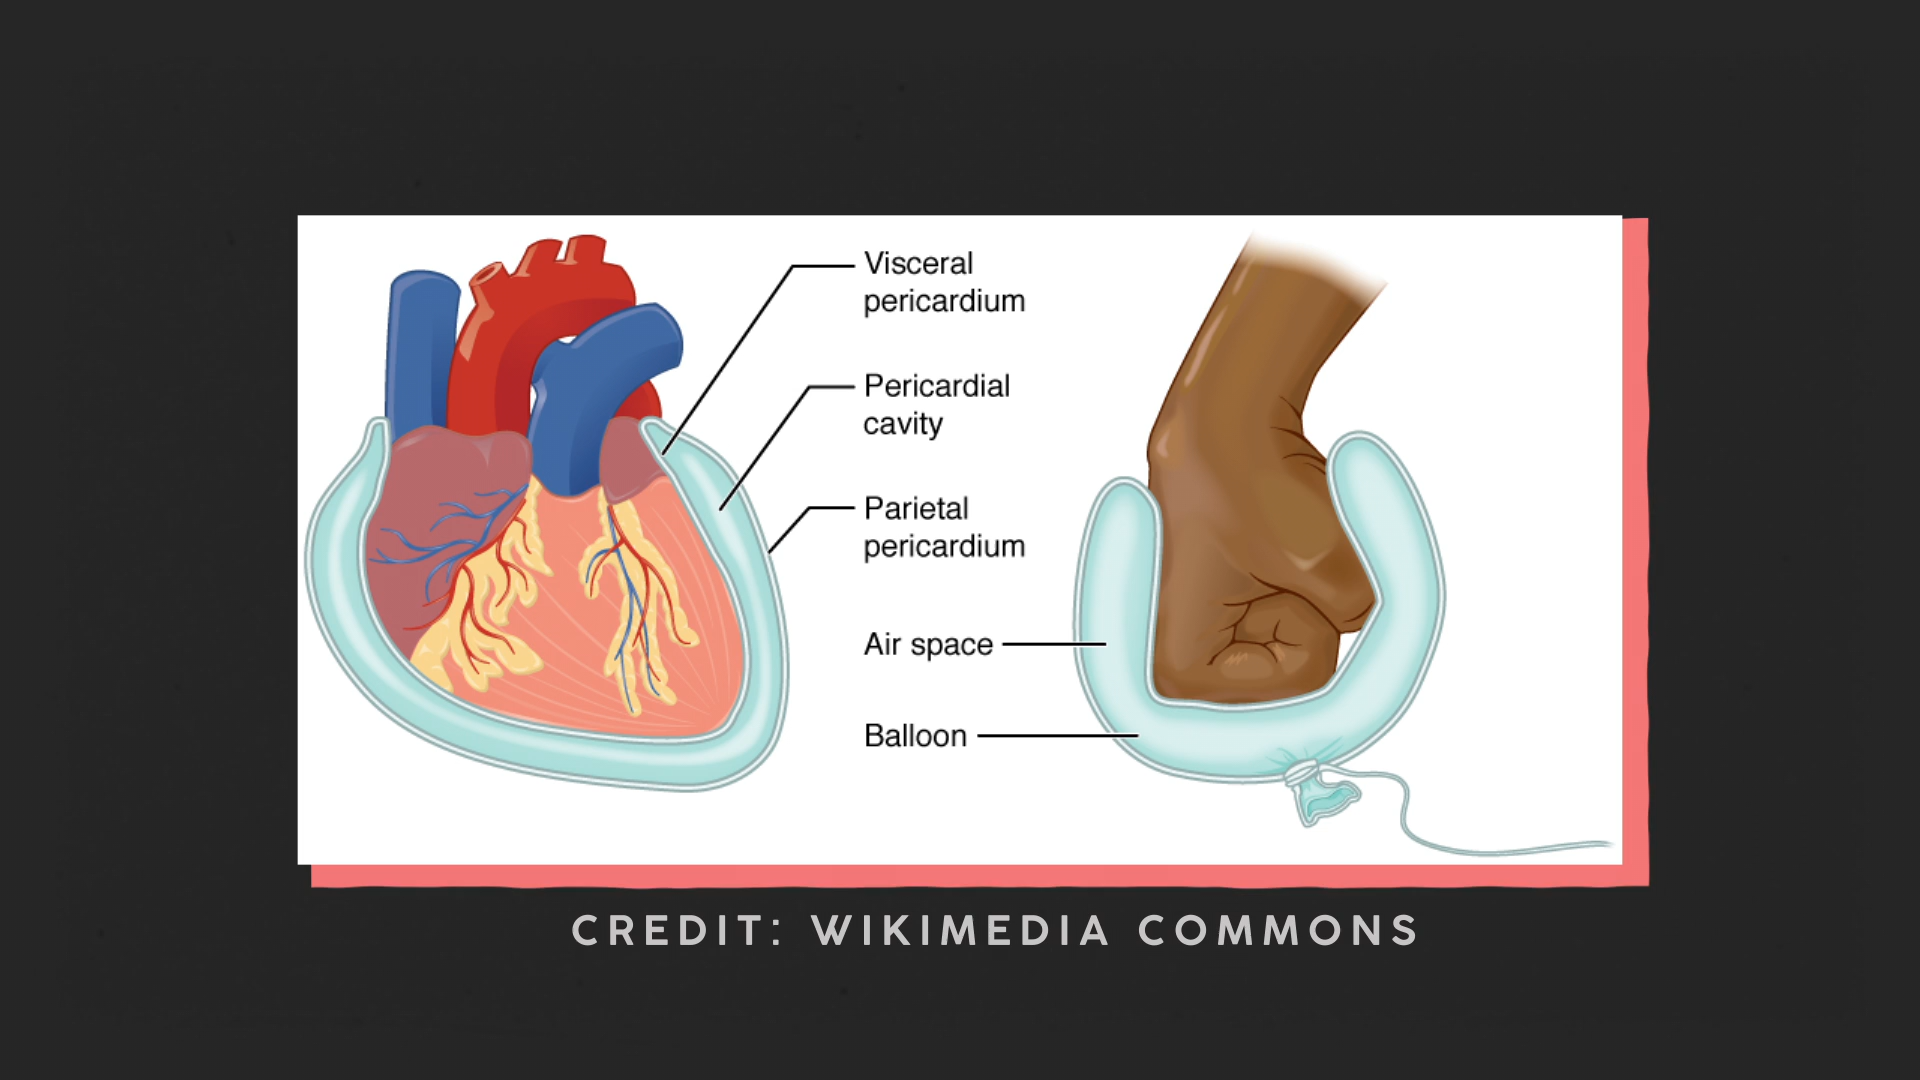 Visceral
pericardium
Pericardial
cavity
Parietal
pericardium
Air space
Balloon
CREDIT: WIKIMEDIA COMMONS